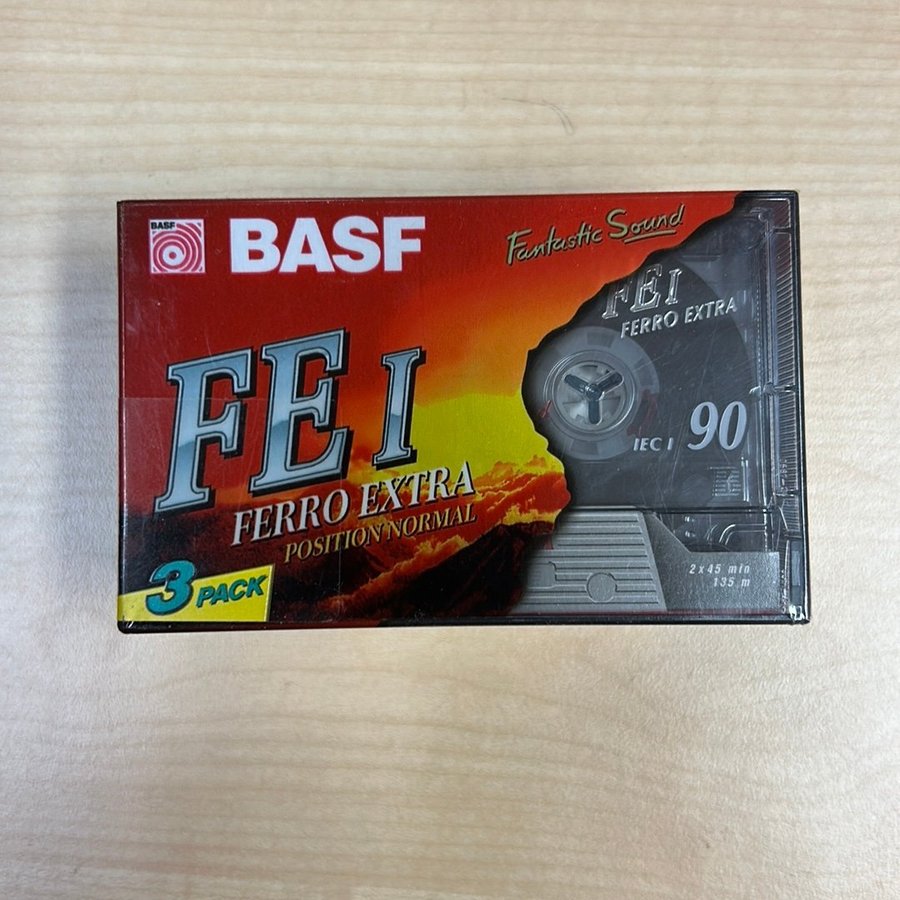 BASF
BASF
Fantastic Sound
FE I
FERRO EXTRA
FE I
FERRO EXTRA
POSITION NORMAL
IEC I 90
3 PACK
2 x 45 min
135 m